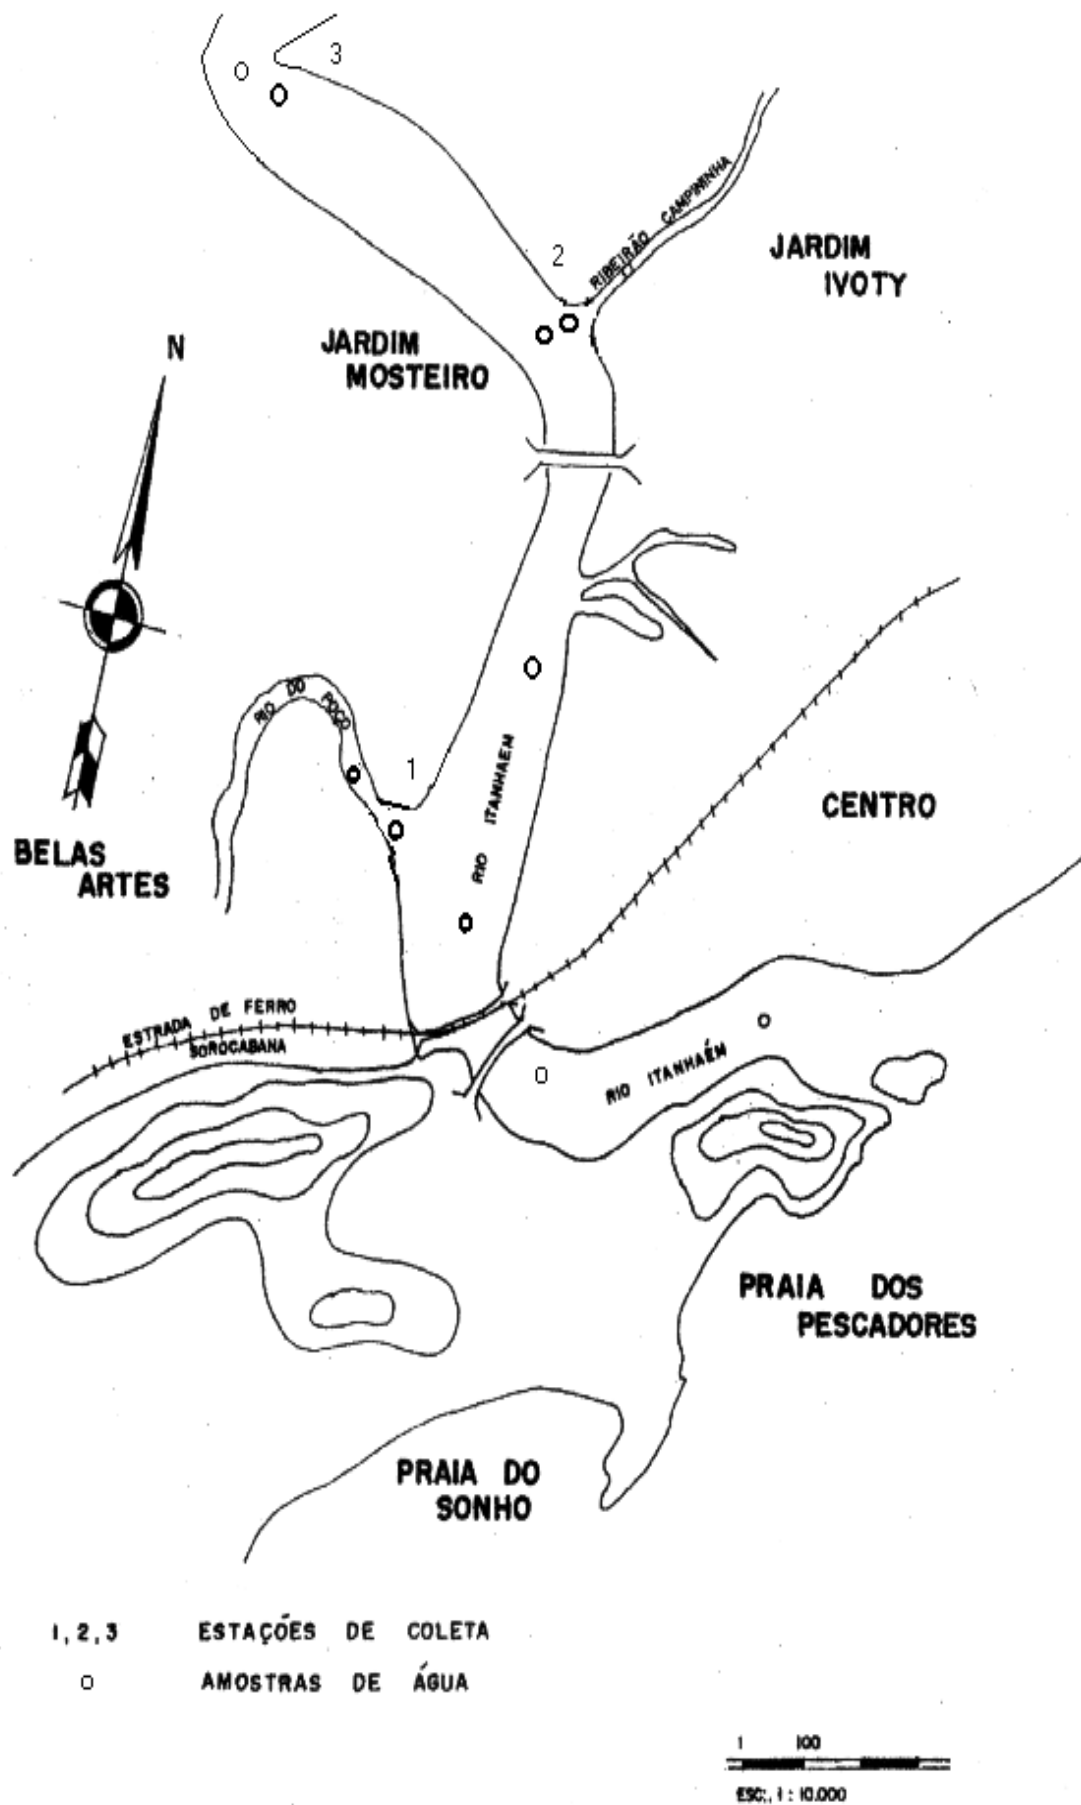 3
RIBEIRÃO CAMPININHA
2
JARDIM
IVOTY
N
JARDIM
MOSTEIRO
RIO DO POÇO
1
RIO ITANHAEM
CENTRO
BELAS
ARTES
ESTRADA DE FERRO
SOROCABANA
RIO ITANHAÉM
PRAIA DOS
PESCADORES
PRAIA DO
SONHO
1, 2, 3 ESTAÇÕES DE COLETA
O AMOSTRAS DE ÁGUA
1 100
ESC., 1 : 10.000